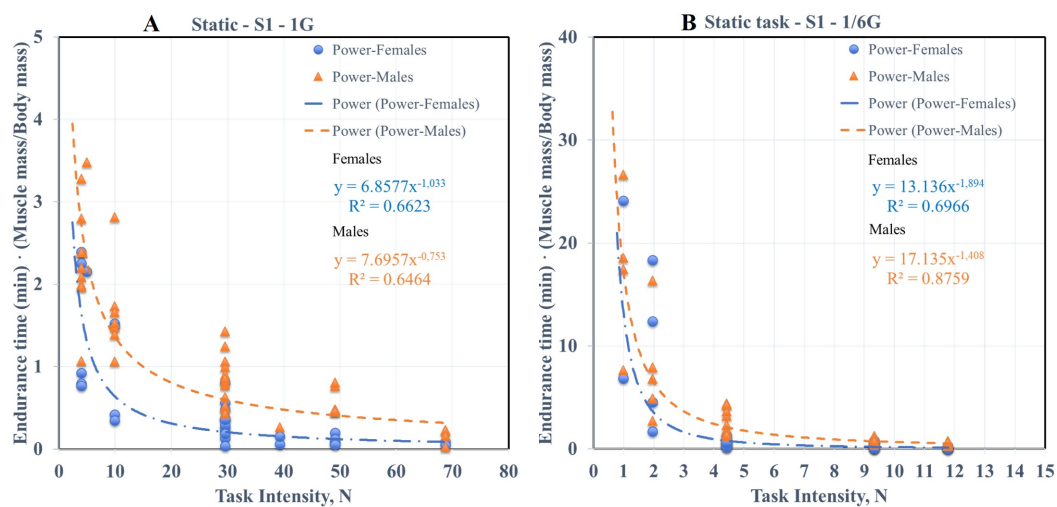 A
Static - S1 - 1G
Endurance time (min) · (Muscle mass/Body mass)
5
4
3
2
1
0
0 10 20 30 40 50 60 70 80
Task Intensity, N
Power-Females
Power-Males
Power (Power-Females)
Power (Power-Males)
Females
y = 6.8577x^-1,033
R² = 0.6623
Males
y = 7.6957x^-0,753
R² = 0.6464
B
Static task - S1 - 1/6G
Endurance time (min) · (Muscle mass/Body mass)
40
30
20
10
0
0 1 2 3 4 5 6 7 8 9 10 11 12 13 14 15
Task Intensity, N
Power-Females
Power-Males
Power (Power-Females)
Power (Power-Males)
Females
y = 13.136x^-1,894
R² = 0.6966
Males
y = 17.135x^-1,408
R² = 0.8759